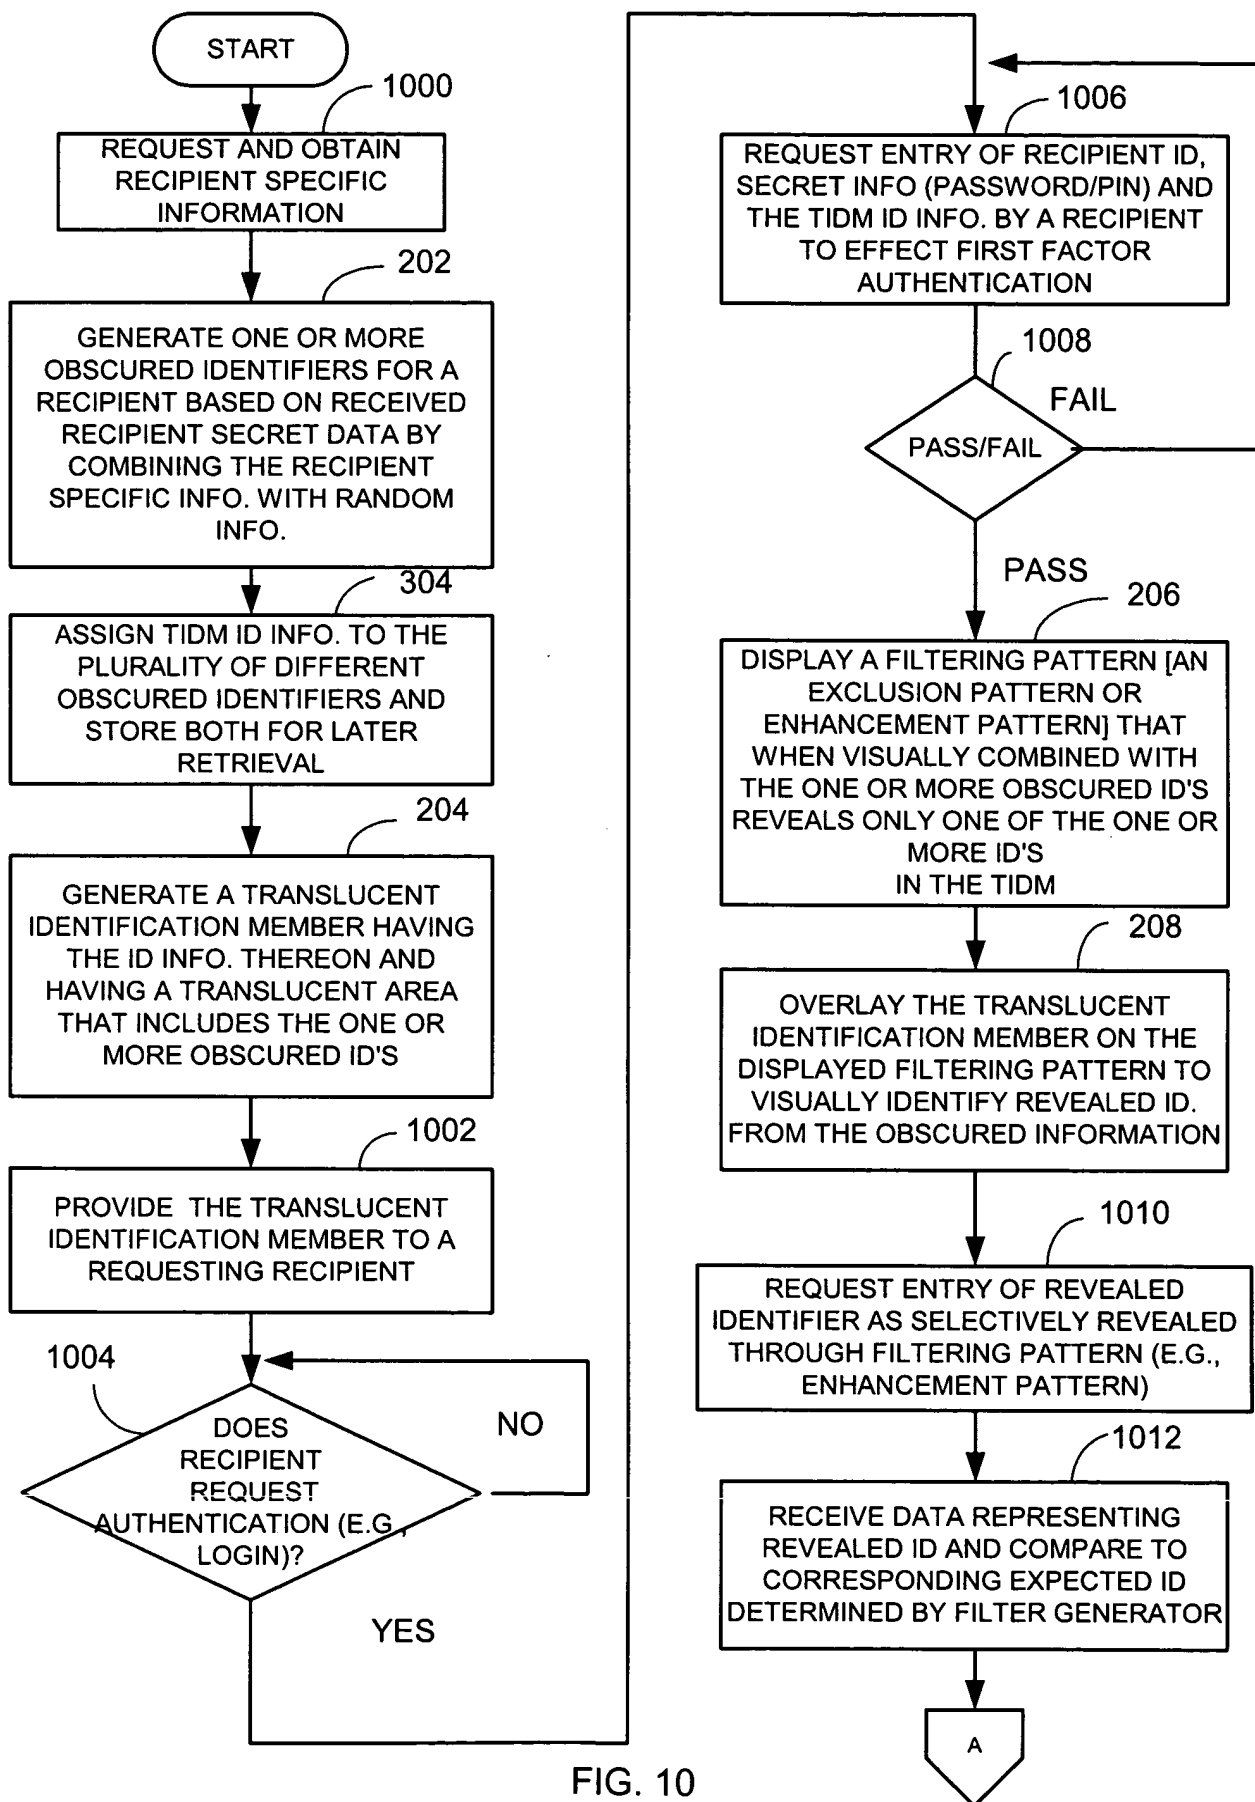 START
1000
REQUEST AND OBTAIN
RECIPIENT SPECIFIC
INFORMATION
202
GENERATE ONE OR MORE
OBSCURED IDENTIFIERS FOR A
RECIPIENT BASED ON RECEIVED
RECIPIENT SECRET DATA BY
COMBINING THE RECIPIENT
SPECIFIC INFO. WITH RANDOM
INFO.
304
ASSIGN TIDM ID INFO. TO THE
PLURALITY OF DIFFERENT
OBSCURED IDENTIFIERS AND
STORE BOTH FOR LATER
RETRIEVAL
204
GENERATE A TRANSLUCENT
IDENTIFICATION MEMBER HAVING
THE ID INFO. THEREON AND
HAVING A TRANSLUCENT AREA
THAT INCLUDES THE ONE OR
MORE OBSCURED ID'S
1002
PROVIDE THE TRANSLUCENT
IDENTIFICATION MEMBER TO A
REQUESTING RECIPIENT
1004
DOES
RECIPIENT
REQUEST
AUTHENTICATION (E.G.,
LOGIN)?
NO
YES
1006
REQUEST ENTRY OF RECIPIENT ID,
SECRET INFO (PASSWORD/PIN) AND
THE TIDM ID INFO. BY A RECIPIENT
TO EFFECT FIRST FACTOR
AUTHENTICATION
1008
FAIL
PASS/FAIL
PASS
206
DISPLAY A FILTERING PATTERN [AN
EXCLUSION PATTERN OR
ENHANCEMENT PATTERN] THAT
WHEN VISUALLY COMBINED WITH
THE ONE OR MORE OBSCURED ID'S
REVEALS ONLY ONE OF THE ONE OR
MORE ID'S
IN THE TIDM
208
OVERLAY THE TRANSLUCENT
IDENTIFICATION MEMBER ON THE
DISPLAYED FILTERING PATTERN TO
VISUALLY IDENTIFY REVEALED ID.
FROM THE OBSCURED INFORMATION
1010
REQUEST ENTRY OF REVEALED
IDENTIFIER AS SELECTIVELY REVEALED
THROUGH FILTERING PATTERN (E.G.,
ENHANCEMENT PATTERN)
1012
RECEIVE DATA REPRESENTING
REVEALED ID AND COMPARE TO
CORRESPONDING EXPECTED ID
DETERMINED BY FILTER GENERATOR
A
FIG. 10